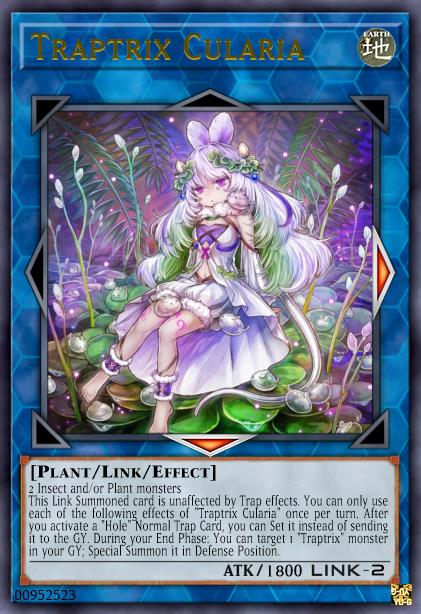 Traptrix Cularia
EARTH
地
[Plant/Link/Effect]
2 Insect and/or Plant monsters
This Link Summoned card is unaffected by Trap effects. You can only use
each of the following effects of "Traptrix Cularia" once per turn. After
you activate a "Hole" Normal Trap Card, you can Set it instead of sending
it to the GY. During your End Phase: You can target 1 "Traptrix" monster
in your GY; Special Summon it in Defense Position.
ATK/1800 LINK-2
00952523